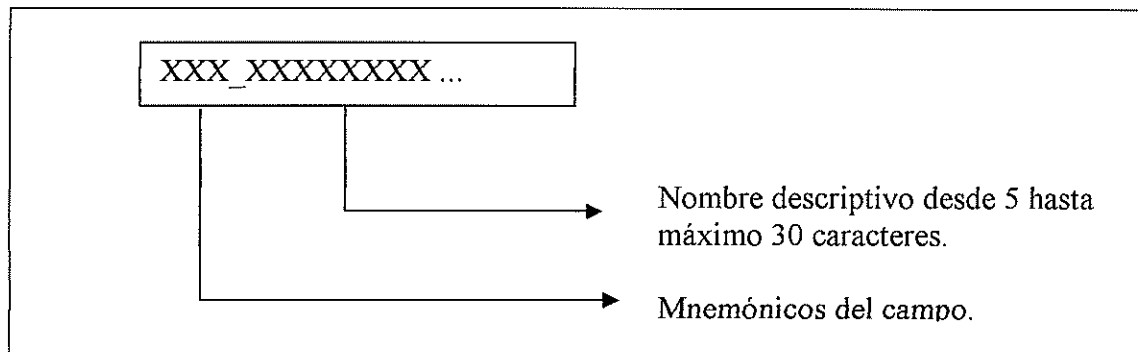 XXX_XXXXXXXX ...
Nombre descriptivo desde 5 hasta
máximo 30 caracteres.
Mnemónicos del campo.